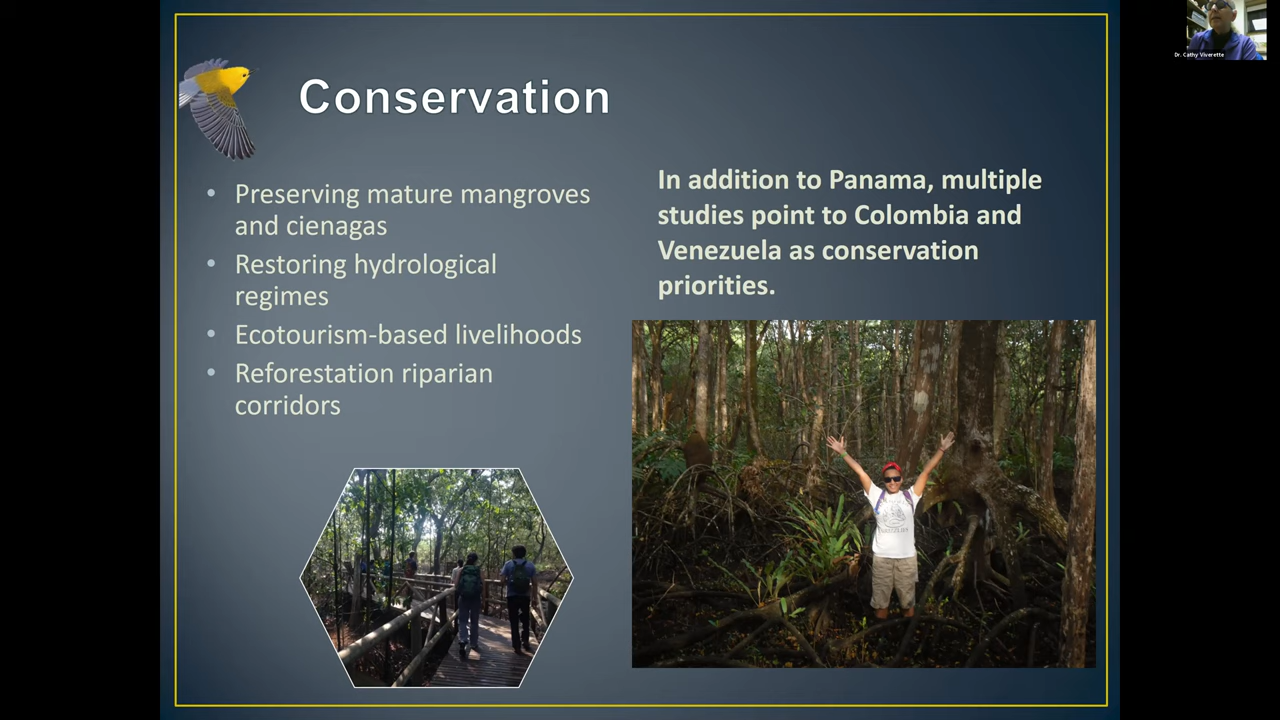 Dr. Cathy Viverette
Conservation
• Preserving mature mangroves
and cienagas
• Restoring hydrological
regimes
• Ecotourism-based livelihoods
• Reforestation riparian
corridors
In addition to Panama, multiple
studies point to Colombia and
Venezuela as conservation
priorities.